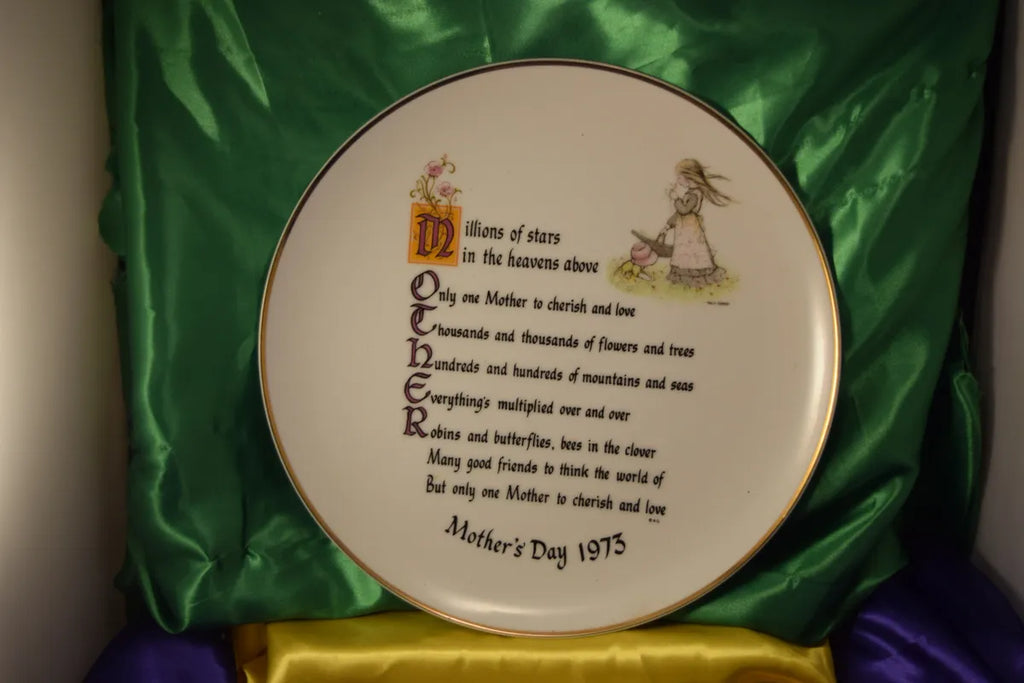 Millions of stars
in the heavens above
Only one Mother to cherish and love
Thousands and thousands of flowers and trees
Hundreds and hundreds of mountains and seas
Everything's multiplied over and over
Robins and butterflies, bees in the clover
Many good friends to think the world of
But only one Mother to cherish and love
Mother's Day 1973